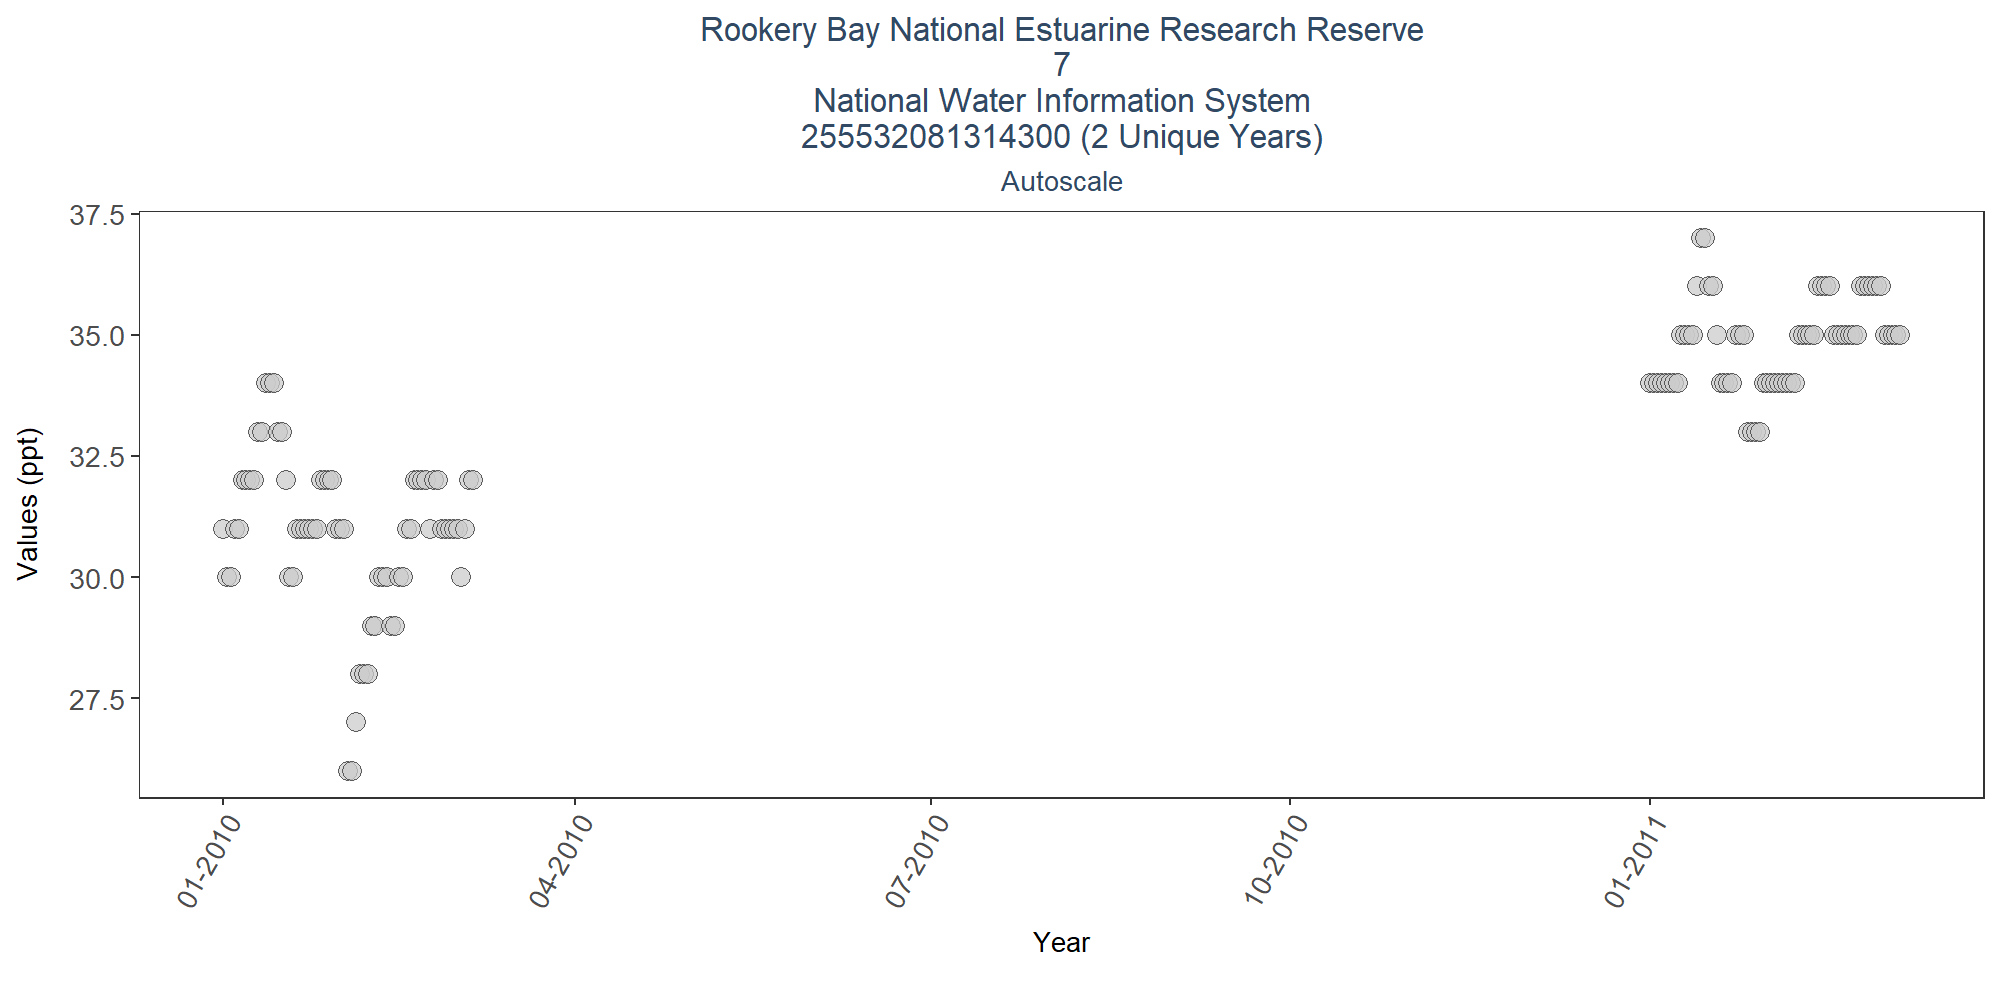 Rookery Bay National Estuarine Research Reserve
7
National Water Information System
255532081314300 (2 Unique Years)
Autoscale
37.5
35.0
32.5
30.0
27.5
Values (ppt)
01-2010
04-2010
07-2010
10-2010
01-2011
Year